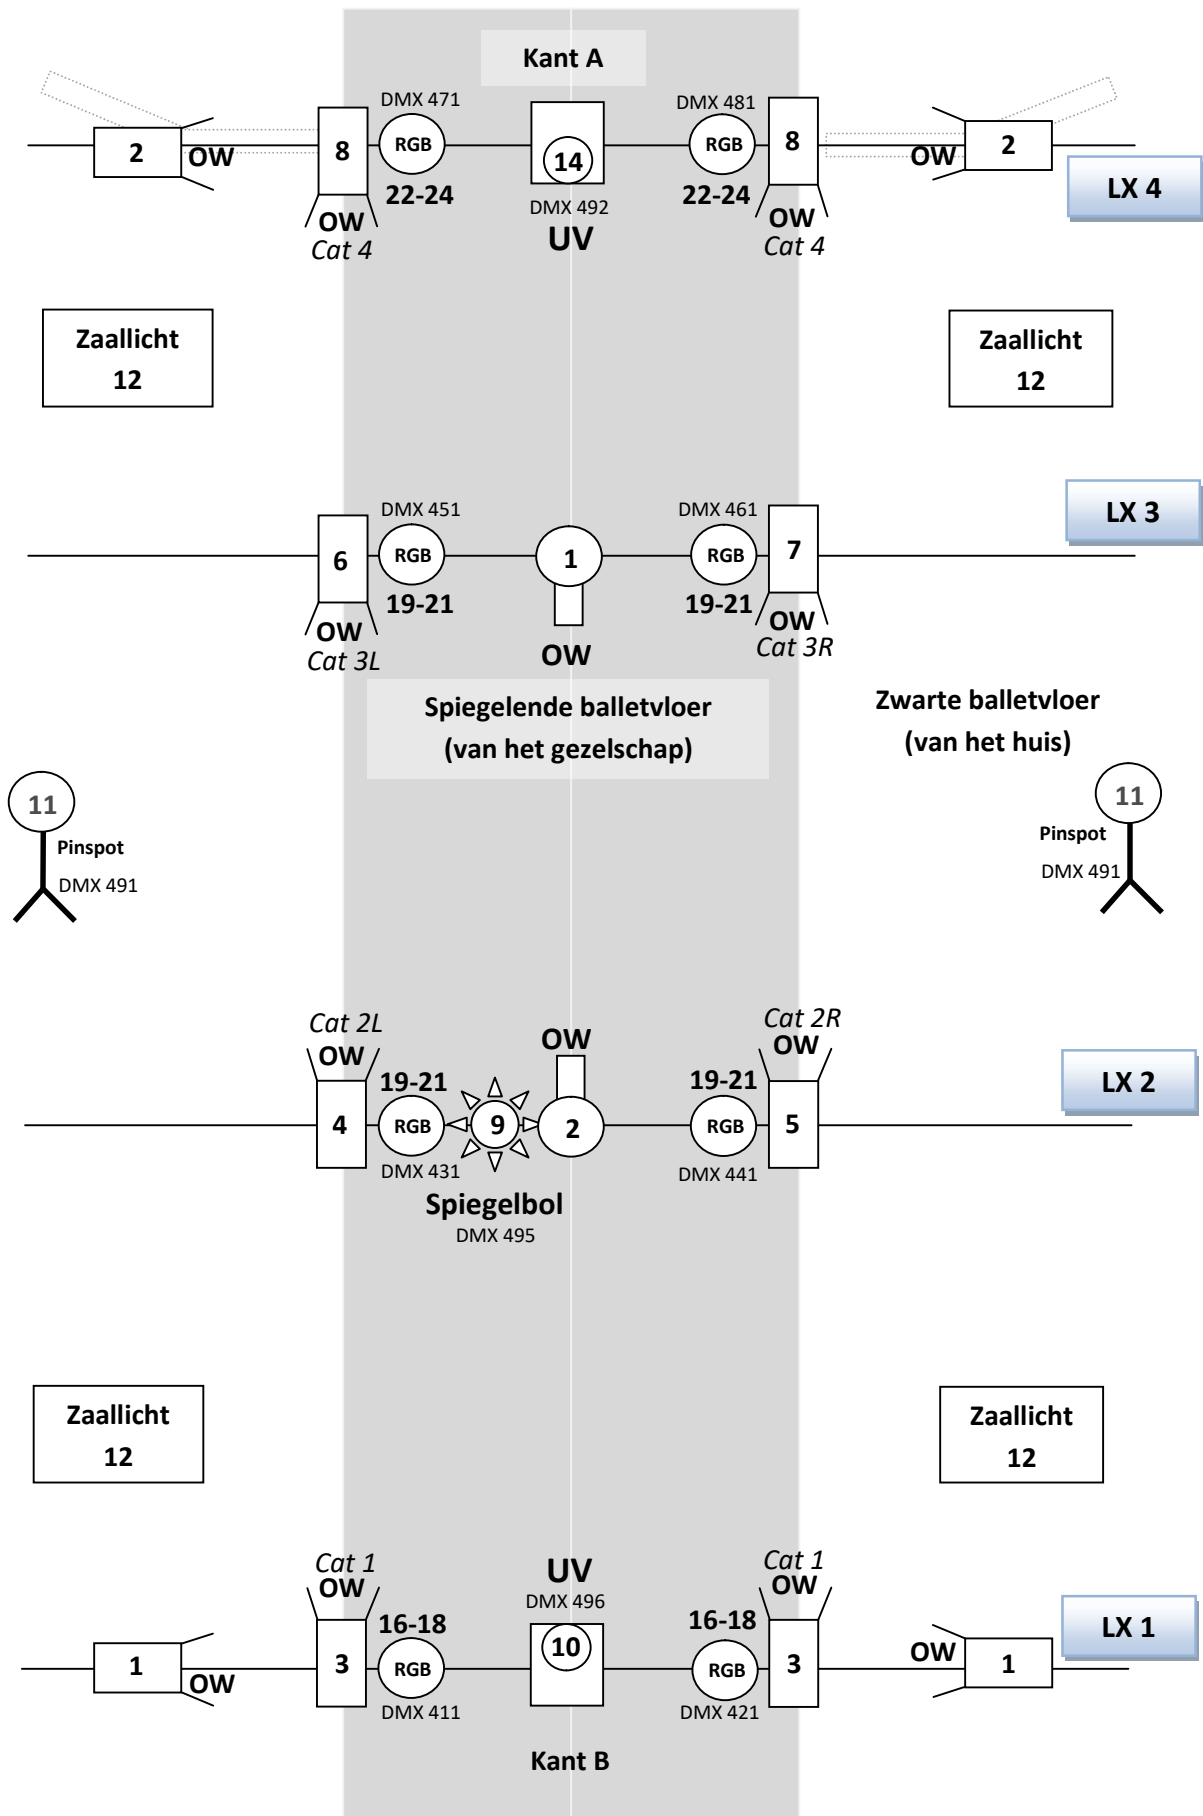 Kant A
DMX 471
DMX 481
2
OW
8
RGB
14
RGB
8
OW
2
LX 4
22-24
DMX 492
22-24
OW
UV
OW
Cat 4
Cat 4
Zaallicht
12
Zaallicht
12
LX 3
DMX 451
DMX 461
6
RGB
1
RGB
7
19-21
19-21
OW
OW
OW
Cat 3L
Cat 3R
Spiegelende balletvloer
(van het gezelschap)
Zwarte balletvloer
(van het huis)
11
Pinspot
DMX 491
11
Pinspot
DMX 491
Cat 2L
Cat 2R
OW
OW
OW
LX 2
19-21
19-21
4
RGB
9
2
RGB
5
DMX 431
DMX 441
Spiegelbol
DMX 495
Zaallicht
12
Zaallicht
12
Cat 1
UV
Cat 1
OW
DMX 496
OW
LX 1
16-18
16-18
1
OW
3
RGB
10
RGB
3
OW
1
DMX 411
DMX 421
Kant B